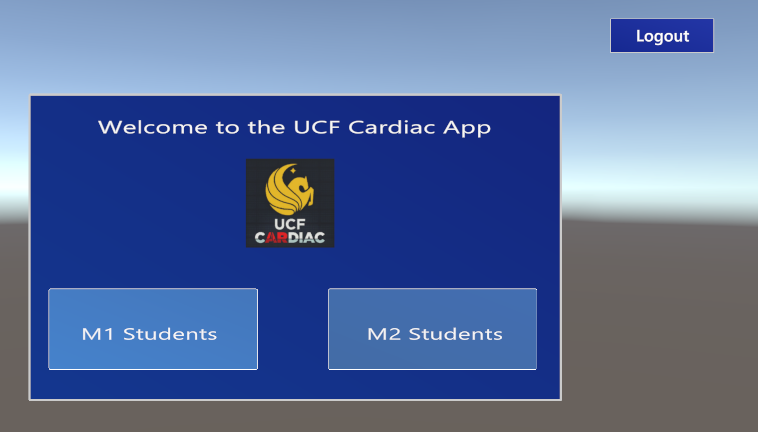 Logout
Welcome to the UCF Cardiac App
UCF
CARDIAC
M1 Students
M2 Students